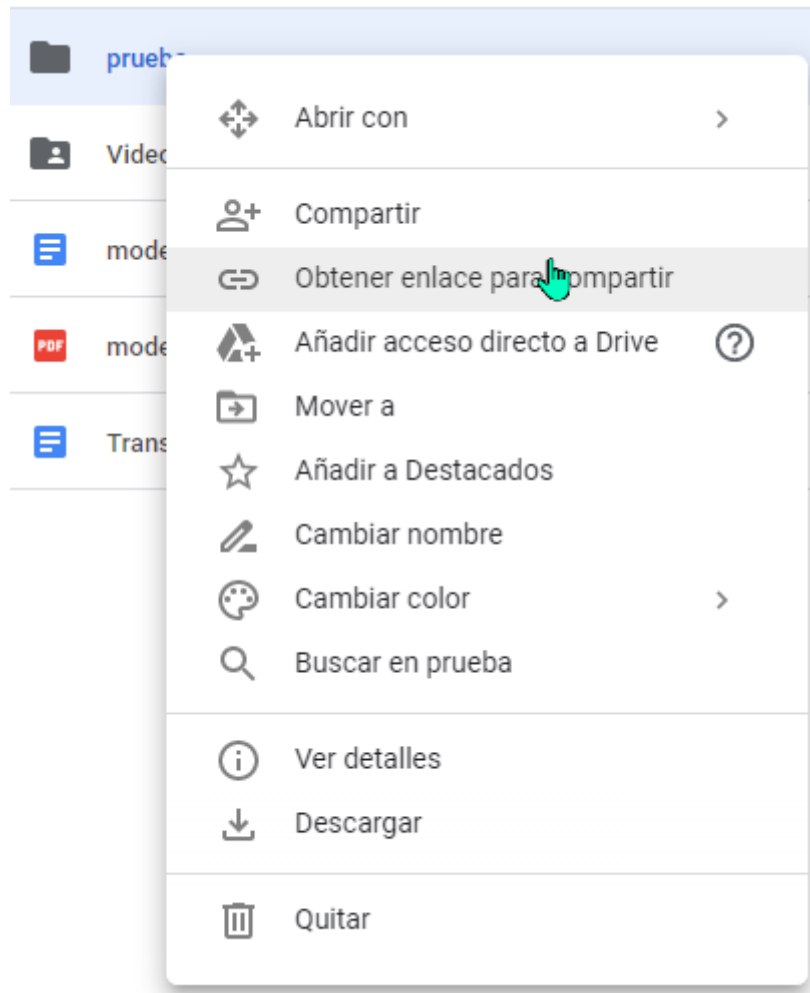 prueba
Abrir con
Video
Compartir
mode
Obtener enlace para compartir
PDF
mode
Añadir acceso directo a Drive
?
Mover a
Trans
Añadir a Destacados
Cambiar nombre
Cambiar color
Buscar en prueba
Ver detalles
Descargar
Quitar